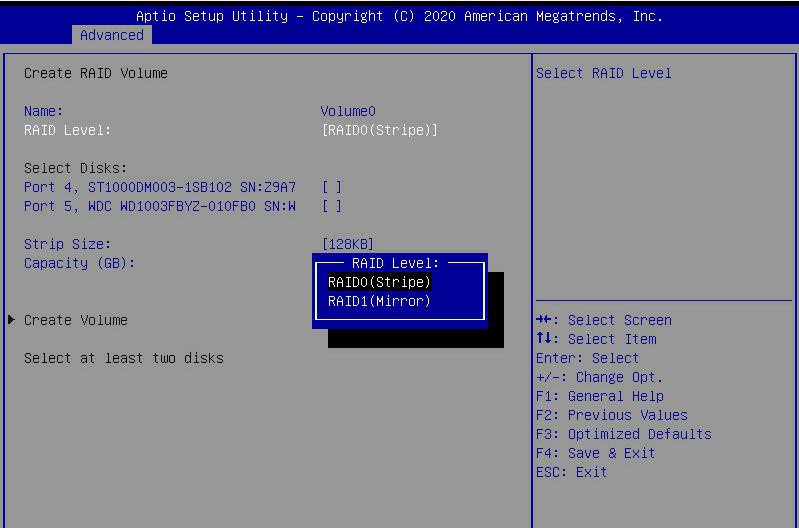 Aptio Setup Utility – Copyright (C) 2020 American Megatrends, Inc.
Advanced
Create RAID Volume
Select RAID Level
Name: Volume0
RAID Level: [RAID0(Stripe)]
Select Disks:
Port 4, ST1000DM003-1SB102 SN:Z9A7 [ ]
Port 5, WDC WD1003FBYZ-010FB0 SN:W [ ]
Strip Size: [128KB]
Capacity (GB):
RAID Level:
RAID0(Stripe)
RAID1(Mirror)
▶ Create Volume
Select at least two disks
→←: Select Screen
↑↓: Select Item
Enter: Select
+/-: Change Opt.
F1: General Help
F2: Previous Values
F3: Optimized Defaults
F4: Save & Exit
ESC: Exit